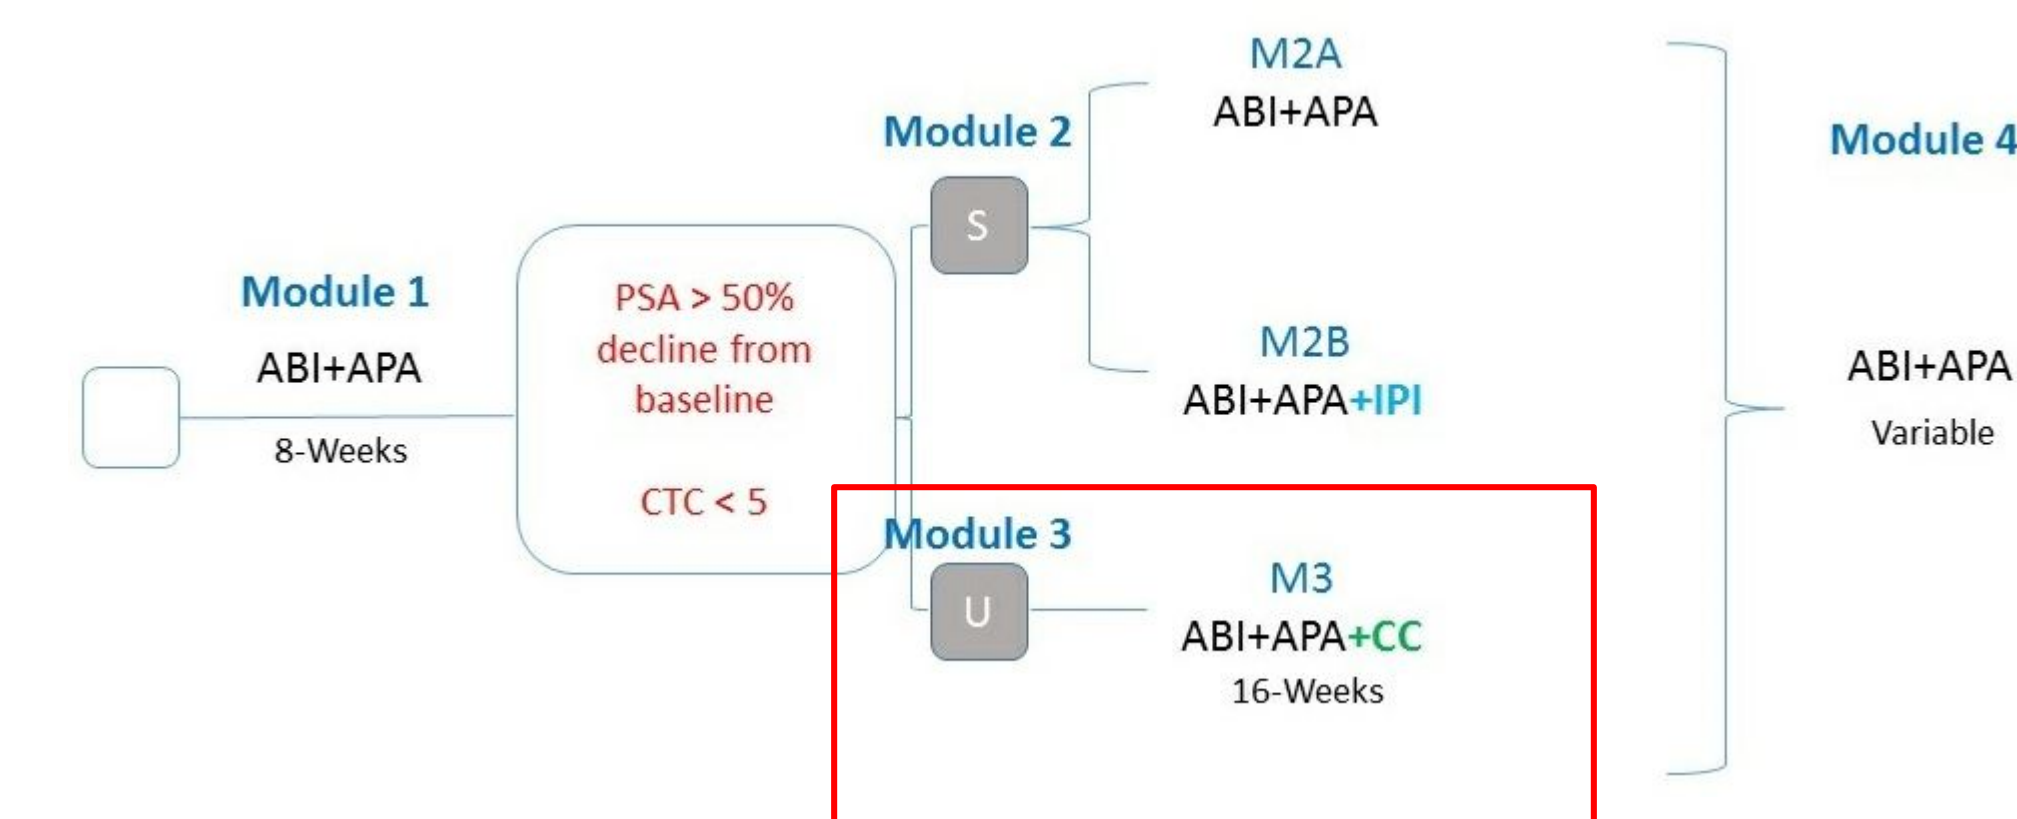 Module 1
ABI+APA
8-Weeks
PSA > 50%
decline from
baseline
CTC < 5
Module 2
S
M2A
ABI+APA
M2B
ABI+APA+IPI
Module 3
U
M3
ABI+APA+CC
16-Weeks
Module 4
ABI+APA
Variable